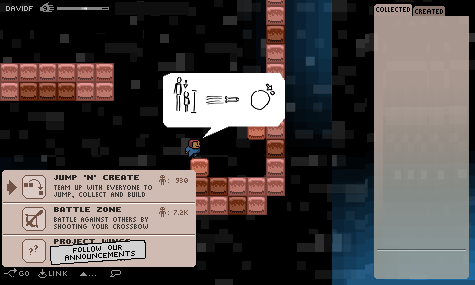 DAVIDF
COLLECTED
CREATED
JUMP 'N' CREATE
330
TEAM UP WITH EVERYONE TO
JUMP, COLLECT AND BUILD
BATTLE ZONE
7.2K
BATTLE AGAINST OTHERS BY
SHOOTING YOUR CROSSBOW
??
PROJECT WINGS
FOLLOW OUR
ANNOUNCEMENTS
GO
LINK
...